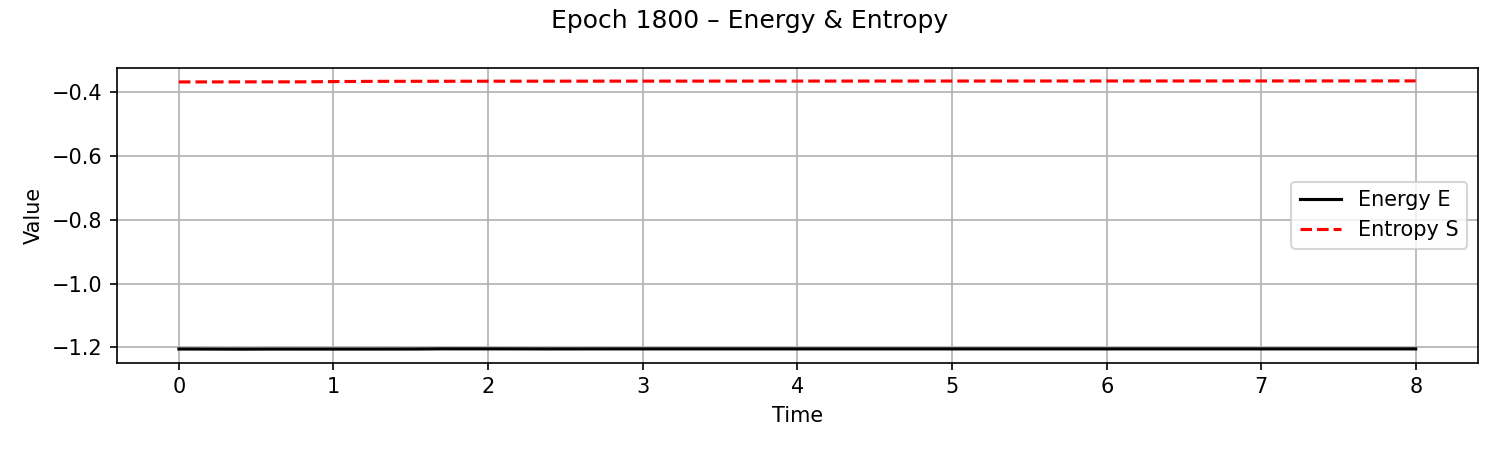 Epoch 1800 – Energy & Entropy
Value
−0.4
−0.6
−0.8
−1.0
−1.2
Energy E
Entropy S
0 1 2 3 4 5 6 7 8
Time